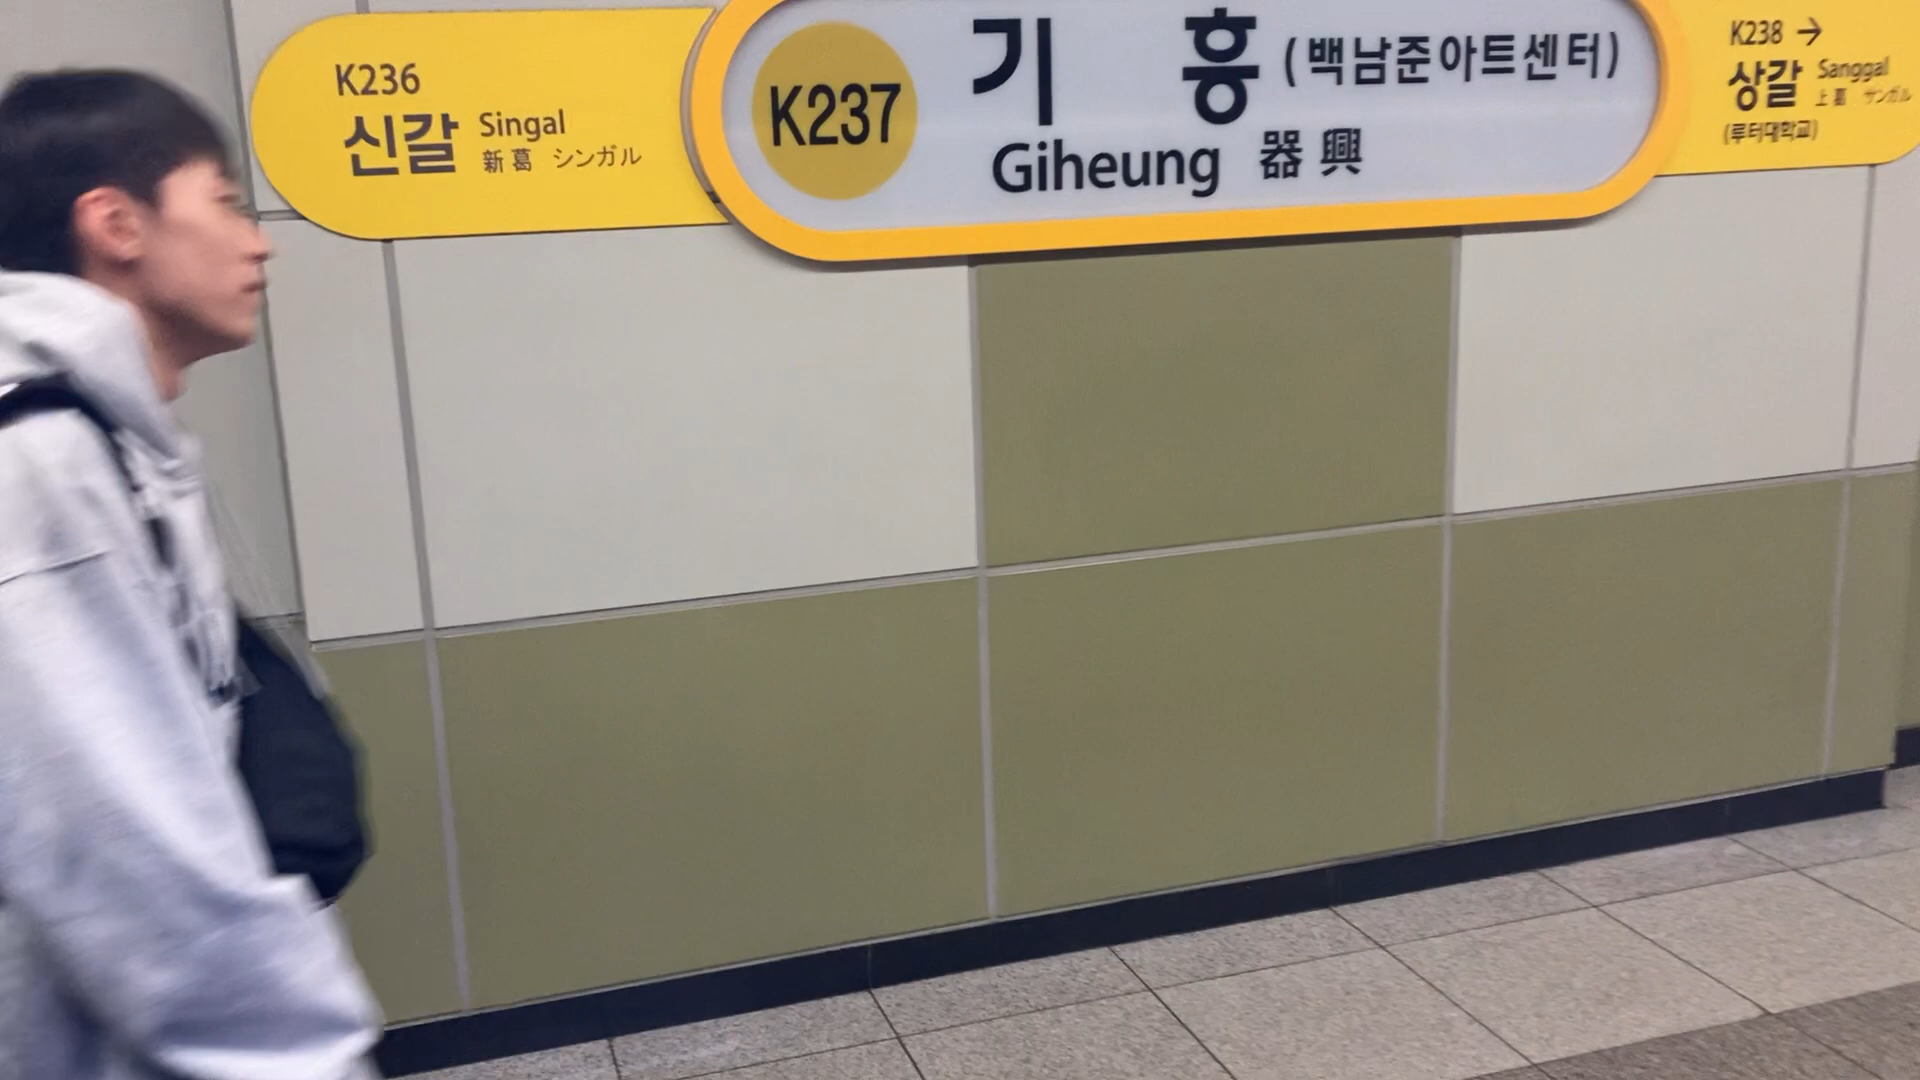 K236
신갈 Singal
新葛 シンガル
K237
기흥 (백남준아트센터)
Giheung 器興
K238 →
상갈 Sanggal
上葛 サンガル
(루터대학교)